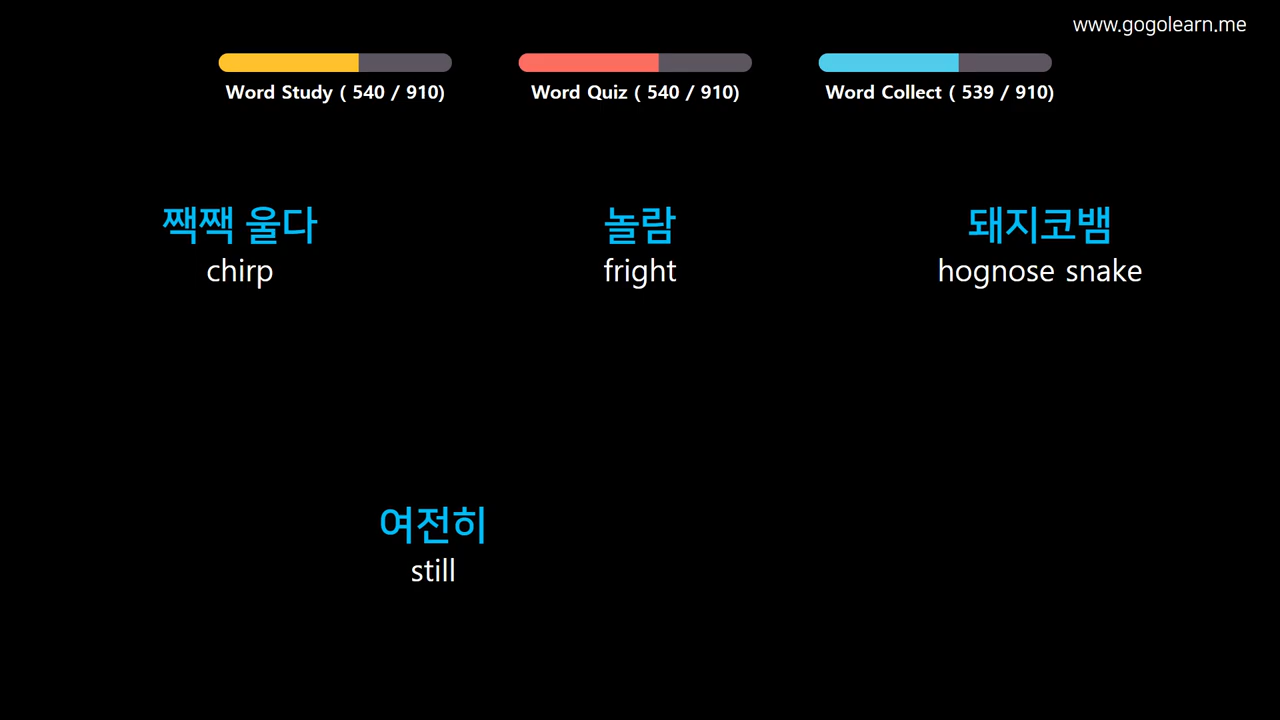 www.gogolearn.me
Word Study ( 540 / 910)
Word Quiz ( 540 / 910)
Word Collect ( 539 / 910)
짹짹 울다
chirp
놀람
fright
돼지코뱀
hognose snake
여전히
still